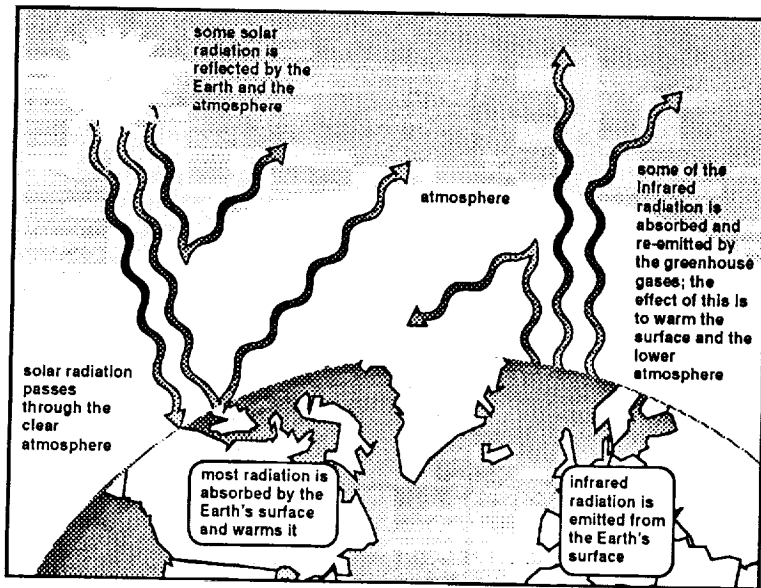 some solar
radiation is
reflected by the
Earth and the
atmosphere
atmosphere
some of the
infrared
radiation is
absorbed and
re-emitted by
the greenhouse
gases; the
effect of this is
to warm the
surface and the
lower
atmosphere
solar radiation
passes
through the
clear
atmosphere
most radiation is
absorbed by the
Earth's surface
and warms it
infrared
radiation is
emitted from
the Earth's
surface